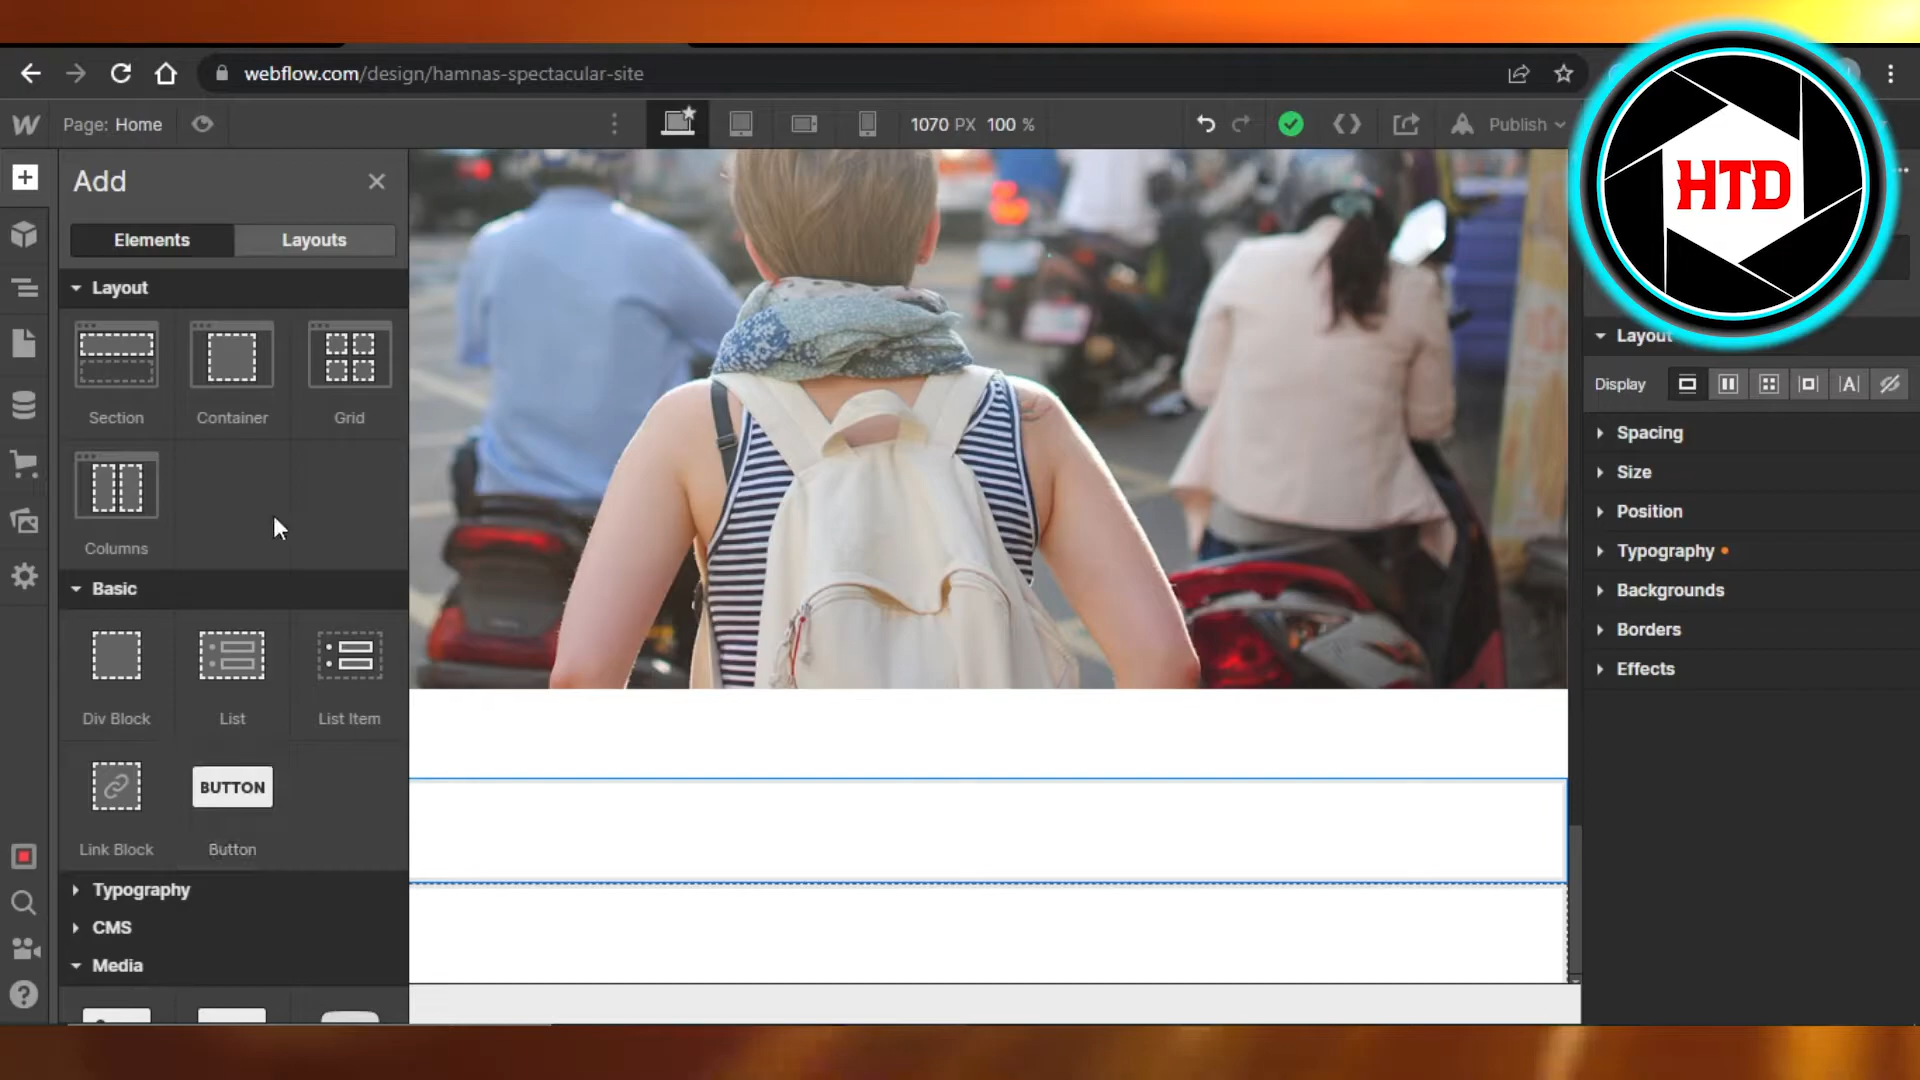 webflow.com/design/hamnas-spectacular-site
Page: Home
1070 PX 100 %
Publish
HTD
Add
Elements
Layouts
Layout
Section
Container
Grid
Columns
Basic
Div Block
List
List Item
BUTTON
Link Block
Button
Typography
CMS
Media
Layout
Display
Spacing
Size
Position
Typography
Backgrounds
Borders
Effects